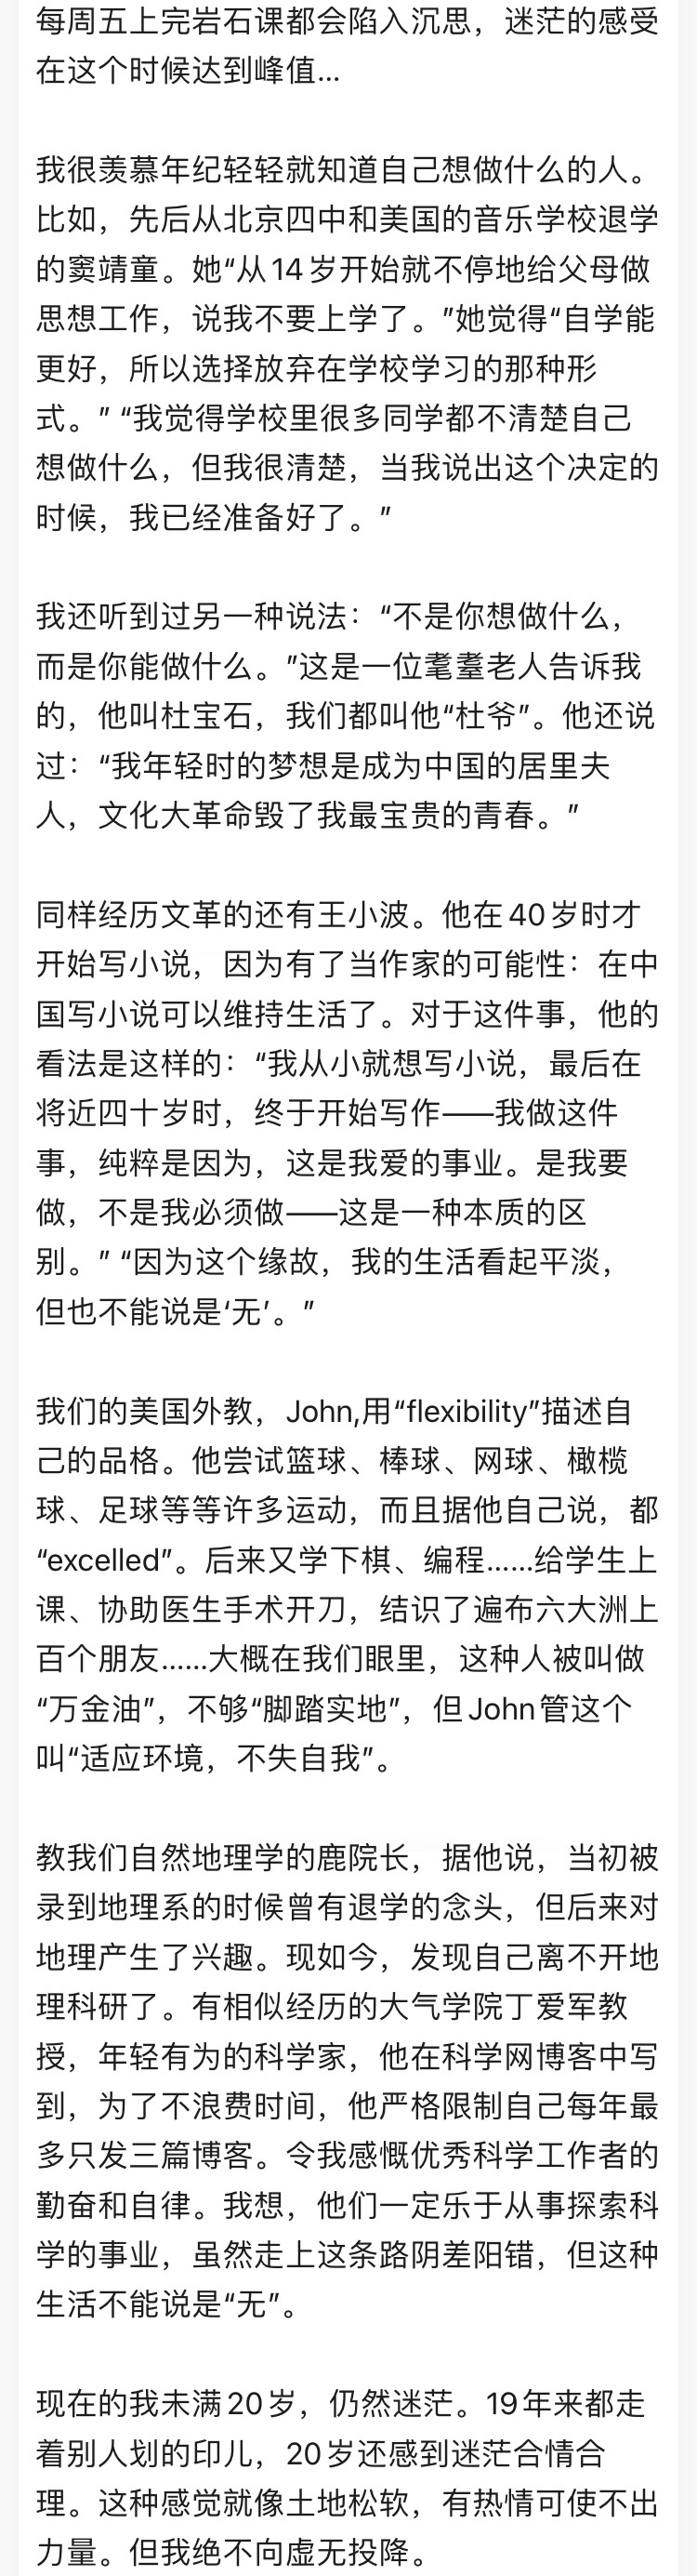 每周五上完岩石课都会陷入沉思，迷茫的感受
在这个时候达到峰值...
我很羡慕年纪轻轻就知道自己想做什么的人。
比如，先后从北京四中和美国的音乐学校退学
的窦靖童。她“从14岁开始就不停地给父母做
思想工作，说我不要上学了。”她觉得“自学能
更好，所以选择放弃在学校学习的那种形
式。” “我觉得学校里很多同学都不清楚自己
想做什么，但我很清楚，当我说出这个决定的
时候，我已经准备好了。”
我还听到过另一种说法：“不是你想做什么，
而是你能做什么。”这是一位耄耋老人告诉我
的，他叫杜宝石，我们都叫他“杜爷”。他还说
过：“我年轻时的梦想是成为中国的居里夫
人，文化大革命毁了我最宝贵的青春。”
同样经历文革的还有王小波。他在40岁时才
开始写小说，因为有了当作家的可能性：在中
国写小说可以维持生活了。对于这件事，他的
看法是这样的：“我从小就想写小说，最后在
将近四十岁时，终于开始写作——我做这件
事，纯粹是因为，这是我爱的事业。是我要
做，不是我必须做——这是一种本质的区
别。” “因为这个缘故，我的生活看起平淡，
但也不能说是‘无’。”
我们的美国外教，John,用“flexibility”描述自
己的品格。他尝试篮球、棒球、网球、橄榄
球、足球等等许多运动，而且据他自己说，都
“excelled”。后来又学下棋、编程……给学生上
课、协助医生手术开刀，结识了遍布六大洲上
百个朋友……大概在我们眼里，这种人被叫做
“万金油”，不够“脚踏实地”，但John管这个
叫“适应环境，不失自我”。
教我们自然地理学的鹿院长，据他说，当初被
录到地理系的时候曾有退学的念头，但后来对
地理产生了兴趣。现如今，发现自己离不开地
理科研了。有相似经历的大气学院丁爱军教
授，年轻有为的科学家，他在科学网博客中写
到，为了不浪费时间，他严格限制自己每年最
多只发三篇博客。令我感慨优秀科学工作者的
勤奋和自律。我想，他们一定乐于从事探索科
学的事业，虽然走上这条路阴差阳错，但这种
生活不能说是“无”。
现在的我未满20岁，仍然迷茫。19年来都走
着别人划的印儿，20岁还感到迷茫合情合
理。这种感觉就像土地松软，有热情可使不出
力量。但我绝不向虚无投降。